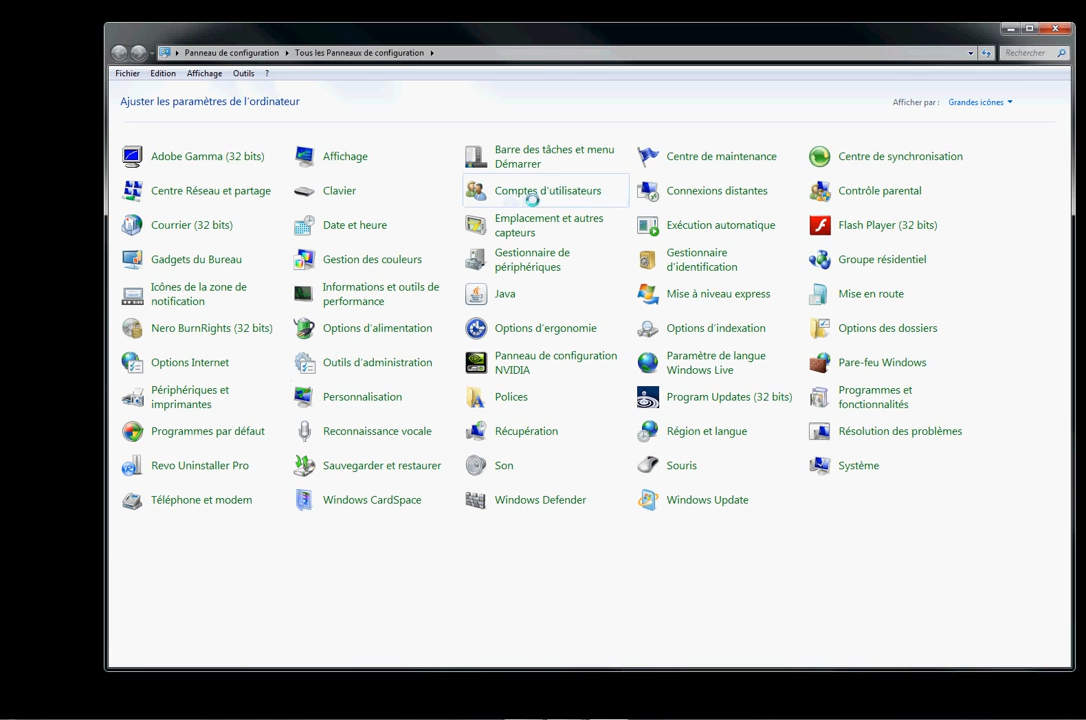 Panneau de configuration Tous les Panneaux de configuration
Rechercher
Fichier Edition Affichage Outils ?
Ajuster les paramètres de l'ordinateur
Afficher par : Grandes icônes
Adobe Gamma (32 bits)
Affichage
Barre des tâches et menu
Démarrer
Centre de maintenance
Centre de synchronisation
Centre Réseau et partage
Clavier
Comptes d'utilisateurs
Connexions distantes
Contrôle parental
Courrier (32 bits)
Date et heure
Emplacement et autres
capteurs
Exécution automatique
Flash Player (32 bits)
Gadgets du Bureau
Gestion des couleurs
Gestionnaire de
périphériques
Gestionnaire
d'identification
Groupe résidentiel
Icônes de la zone de
notification
Informations et outils de
performance
Java
Mise à niveau express
Mise en route
Nero BurnRights (32 bits)
Options d'alimentation
Options d'ergonomie
Options d'indexation
Options des dossiers
Options Internet
Outils d'administration
Panneau de configuration
NVIDIA
Paramètre de langue
Windows Live
Pare-feu Windows
Périphériques et
imprimantes
Personnalisation
Polices
Program Updates (32 bits)
Programmes et
fonctionnalités
Programmes par défaut
Reconnaissance vocale
Récupération
Région et langue
Résolution des problèmes
Revo Uninstaller Pro
Sauvegarder et restaurer
Son
Souris
Système
Téléphone et modem
Windows CardSpace
Windows Defender
Windows Update